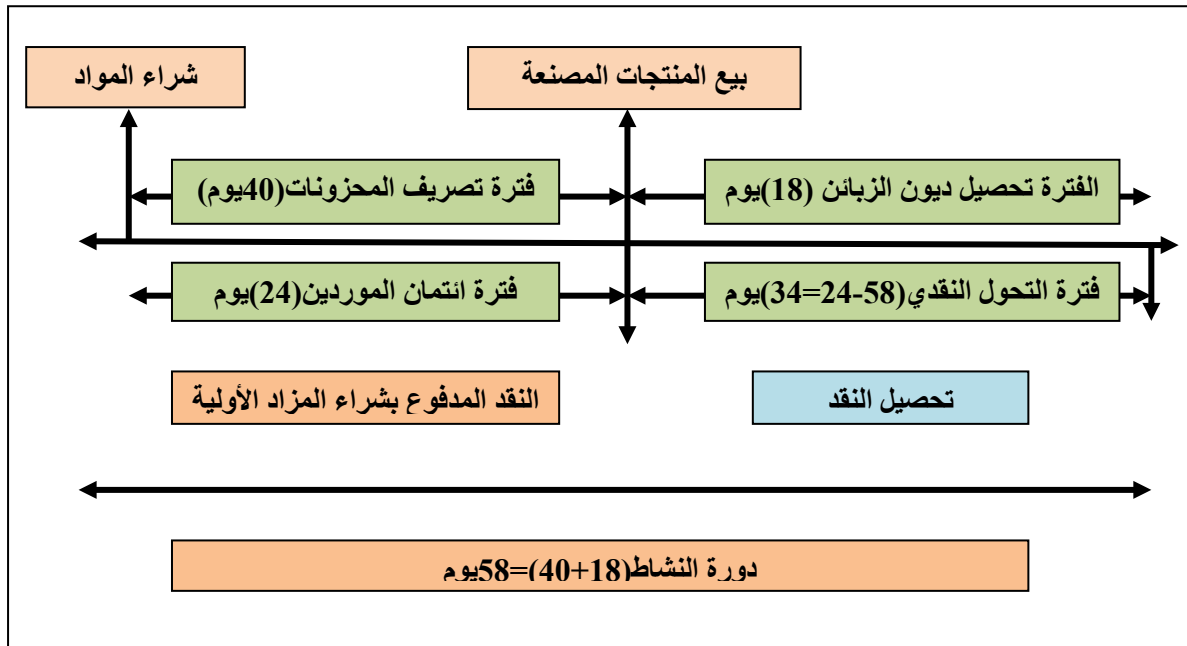 شراء المواد
بيع المنتجات المصنعة
فترة تصريف المحزونات(40يوم)
الفترة تحصيل ديون الزبائن (18)يوم
فترة ائتمان الموردين(24)يوم
فترة التحول النقدي(58-24=34)يوم
النقد المدفوع بشراء المزاد الأولية
تحصيل النقد
دورة النشاط(18+40)=58يوم